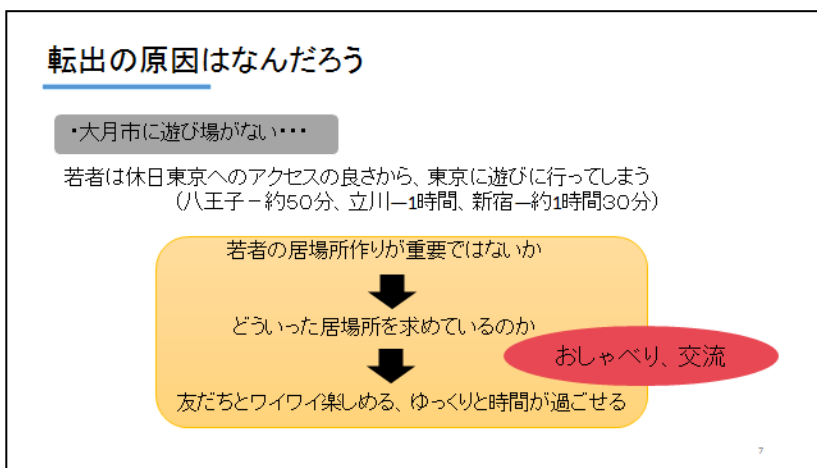 転出の原因はなんだろう
・大月市に遊び場がない・・・
若者は休日東京へのアクセスの良さから、東京に遊びに行ってしまう
（八王子－約50分、立川―1時間、新宿―約1時間30分）
若者の居場所作りが重要ではないか
どういった居場所を求めているのか
おしゃべり、交流
友だちとワイワイ楽しめる、ゆっくりと時間が過ごせる
7